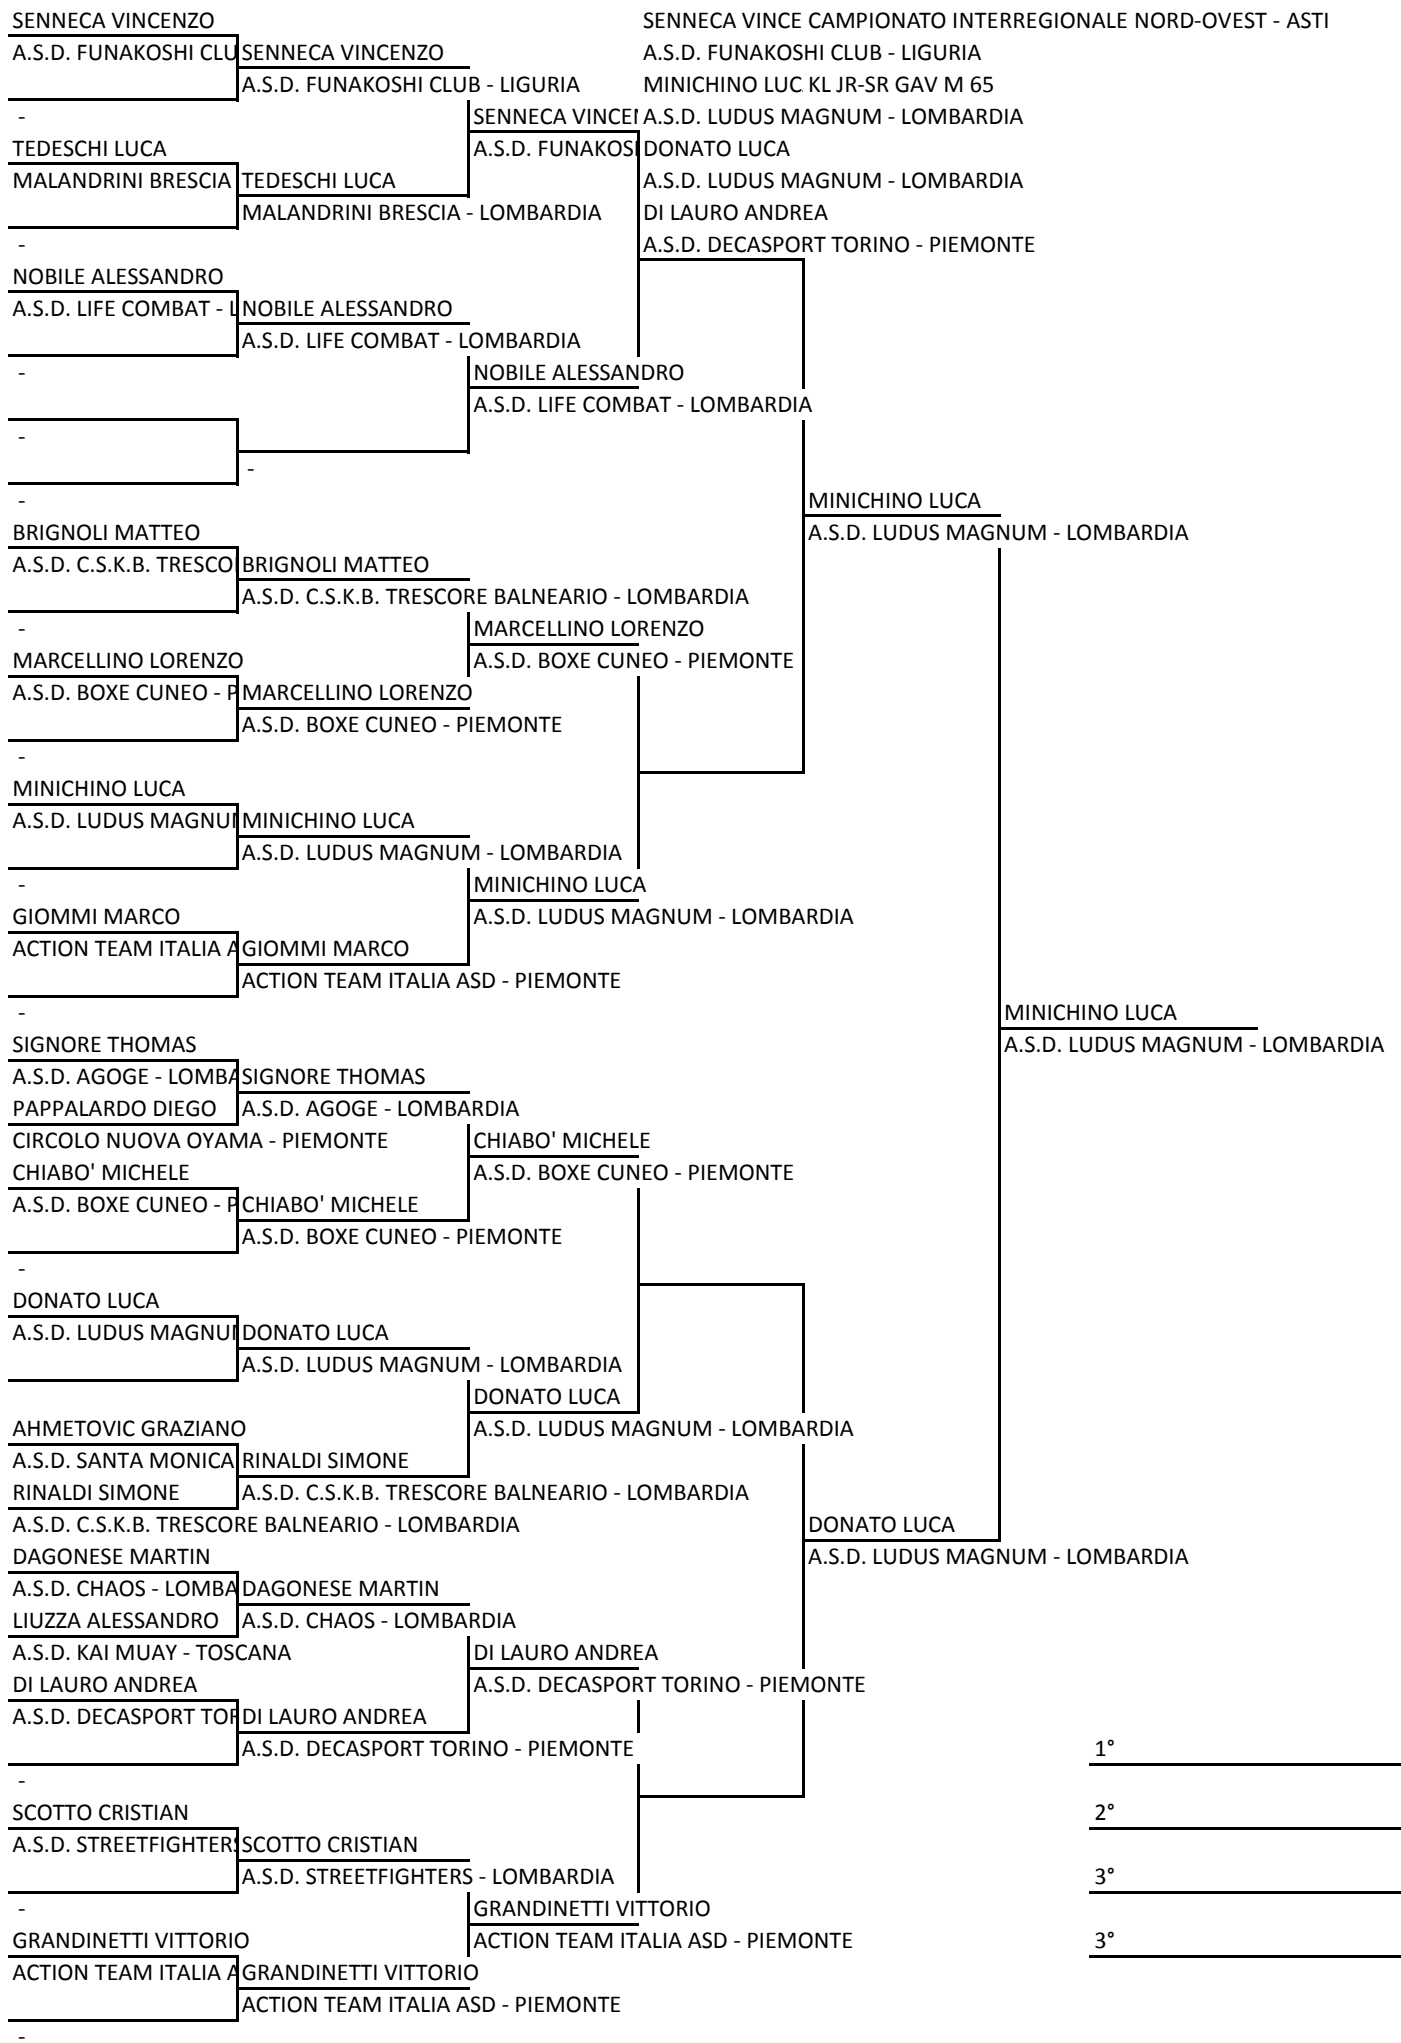 SENNECA VINCENZO
SENNECA VINCE CAMPIONATO INTERREGIONALE NORD-OVEST - ASTI
A.S.D. FUNAKOSHI CLU SENNECA VINCENZO
A.S.D. FUNAKOSHI CLUB - LIGURIA
A.S.D. FUNAKOSHI CLUB - LIGURIA
MINICHINO LUC KL JR-SR GAV M 65
-
SENNECA VINCE
A.S.D. LUDUS MAGNUM - LOMBARDIA
TEDESCHI LUCA
A.S.D. FUNAKOS
DONATO LUCA
MALANDRINI BRESCIA
TEDESCHI LUCA
A.S.D. LUDUS MAGNUM - LOMBARDIA
MALANDRINI BRESCIA - LOMBARDIA
DI LAURO ANDREA
-
A.S.D. DECASPORT TORINO - PIEMONTE
NOBILE ALESSANDRO
A.S.D. LIFE COMBAT - L
NOBILE ALESSANDRO
A.S.D. LIFE COMBAT - LOMBARDIA
-
NOBILE ALESSANDRO
A.S.D. LIFE COMBAT - LOMBARDIA
-
-
-
MINICHINO LUCA
BRIGNOLI MATTEO
A.S.D. LUDUS MAGNUM - LOMBARDIA
A.S.D. C.S.K.B. TRESCO
BRIGNOLI MATTEO
A.S.D. C.S.K.B. TRESCORE BALNEARIO - LOMBARDIA
-
MARCELLINO LORENZO
MARCELLINO LORENZO
A.S.D. BOXE CUNEO - PIEMONTE
A.S.D. BOXE CUNEO - P
MARCELLINO LORENZO
A.S.D. BOXE CUNEO - PIEMONTE
-
MINICHINO LUCA
A.S.D. LUDUS MAGNU
MINICHINO LUCA
A.S.D. LUDUS MAGNUM - LOMBARDIA
-
MINICHINO LUCA
GIOMMI MARCO
A.S.D. LUDUS MAGNUM - LOMBARDIA
ACTION TEAM ITALIA A
GIOMMI MARCO
ACTION TEAM ITALIA ASD - PIEMONTE
-
MINICHINO LUCA
SIGNORE THOMAS
A.S.D. LUDUS MAGNUM - LOMBARDIA
A.S.D. AGOGE - LOMBA
SIGNORE THOMAS
PAPPALARDO DIEGO
A.S.D. AGOGE - LOMBARDIA
CIRCOLO NUOVA OYAMA - PIEMONTE
CHIABO' MICHELE
CHIABO' MICHELE
A.S.D. BOXE CUNEO - PIEMONTE
A.S.D. BOXE CUNEO - P
CHIABO' MICHELE
A.S.D. BOXE CUNEO - PIEMONTE
-
DONATO LUCA
A.S.D. LUDUS MAGNU
DONATO LUCA
A.S.D. LUDUS MAGNUM - LOMBARDIA
DONATO LUCA
AHMETOVIC GRAZIANO
A.S.D. LUDUS MAGNUM - LOMBARDIA
A.S.D. SANTA MONICA
RINALDI SIMONE
RINALDI SIMONE
A.S.D. C.S.K.B. TRESCORE BALNEARIO - LOMBARDIA
A.S.D. C.S.K.B. TRESCORE BALNEARIO - LOMBARDIA
DONATO LUCA
DAGONESE MARTIN
A.S.D. LUDUS MAGNUM - LOMBARDIA
A.S.D. CHAOS - LOMBA
DAGONESE MARTIN
LIUZZA ALESSANDRO
A.S.D. CHAOS - LOMBARDIA
A.S.D. KAI MUAY - TOSCANA
DI LAURO ANDREA
DI LAURO ANDREA
A.S.D. DECASPORT TORINO - PIEMONTE
A.S.D. DECASPORT TOR
DI LAURO ANDREA
A.S.D. DECASPORT TORINO - PIEMONTE
1°
-
SCOTTO CRISTIAN
2°
A.S.D. STREETFIGHTERS
SCOTTO CRISTIAN
A.S.D. STREETFIGHTERS - LOMBARDIA
3°
-
GRANDINETTI VITTORIO
GRANDINETTI VITTORIO
ACTION TEAM ITALIA ASD - PIEMONTE
3°
ACTION TEAM ITALIA A
GRANDINETTI VITTORIO
ACTION TEAM ITALIA ASD - PIEMONTE
-